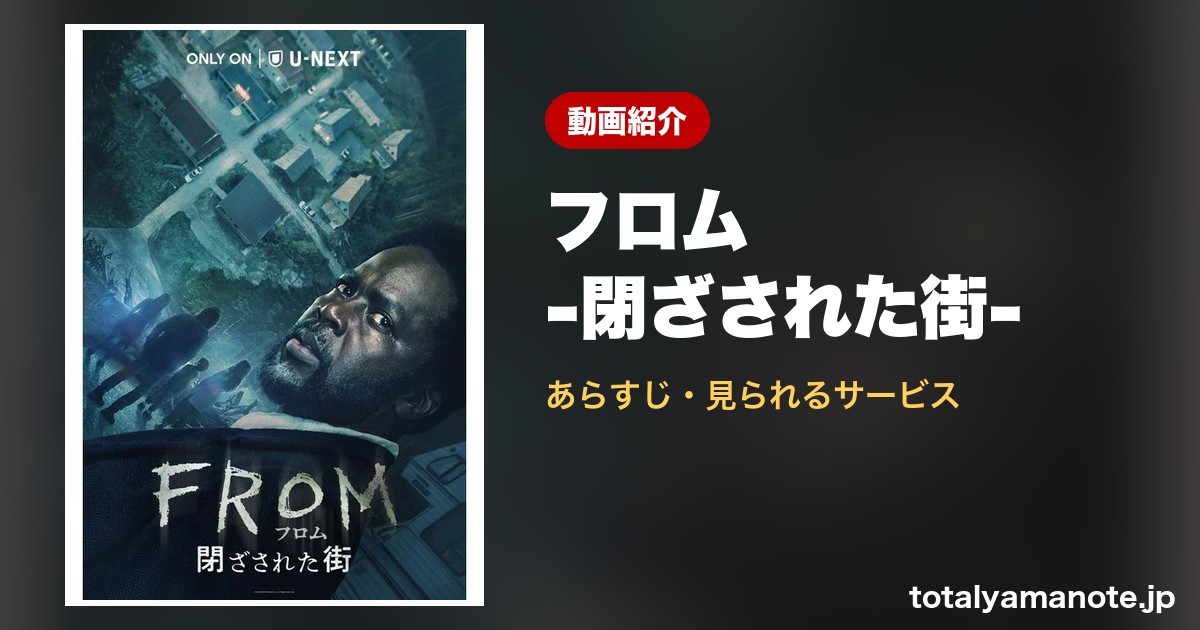 ONLY ON | U-NEXT
FROM
フロム
閉ざされた街
動画紹介
フロム
-閉ざされた街-
あらすじ・見られるサービス
totalyamanote.jp